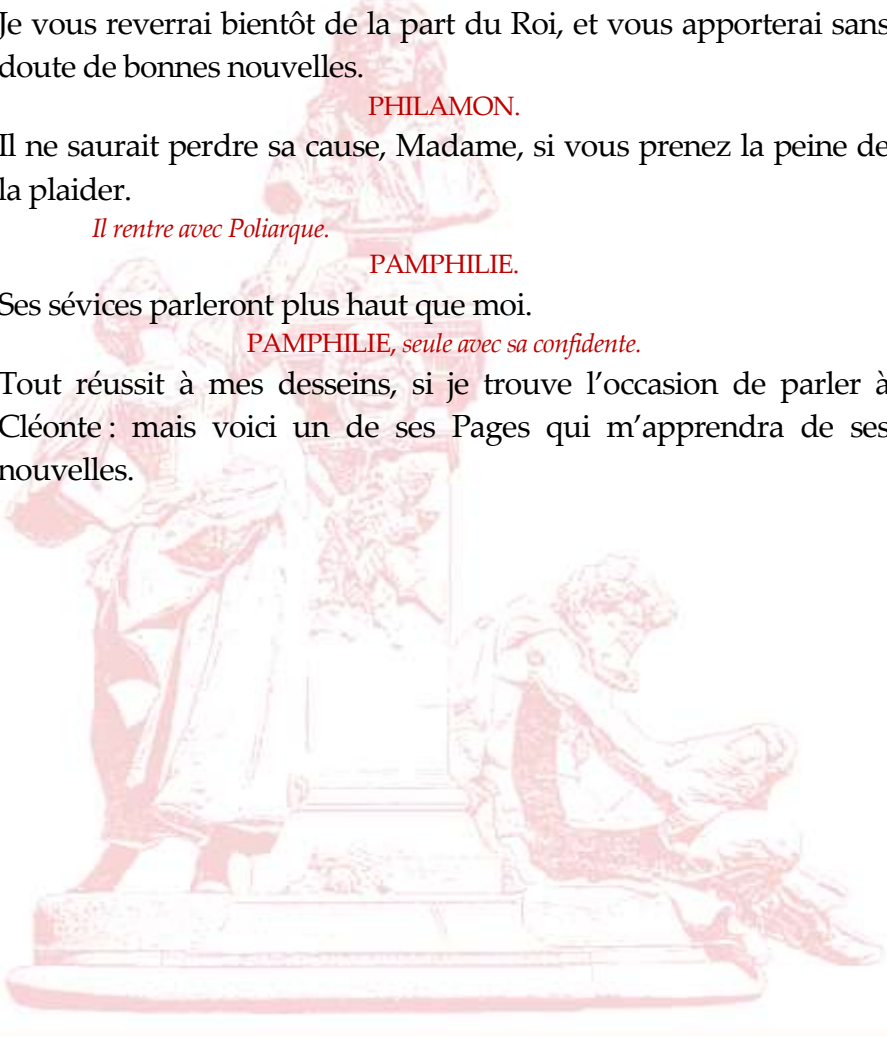 Je vous reverrai bientôt de la part du Roi, et vous apporterai sans
doute de bonnes nouvelles.
PHILAMON.
Il ne saurait perdre sa cause, Madame, si vous prenez la peine de
la plaider.
Il rentre avec Poliarque.
PAMPHILIE.
Ses sévices parleront plus haut que moi.
PAMPHILIE, seule avec sa confidente.
Tout réussit à mes desseins, si je trouve l’occasion de parler à
Cléonte : mais voici un de ses Pages qui m’apprendra de ses
nouvelles.